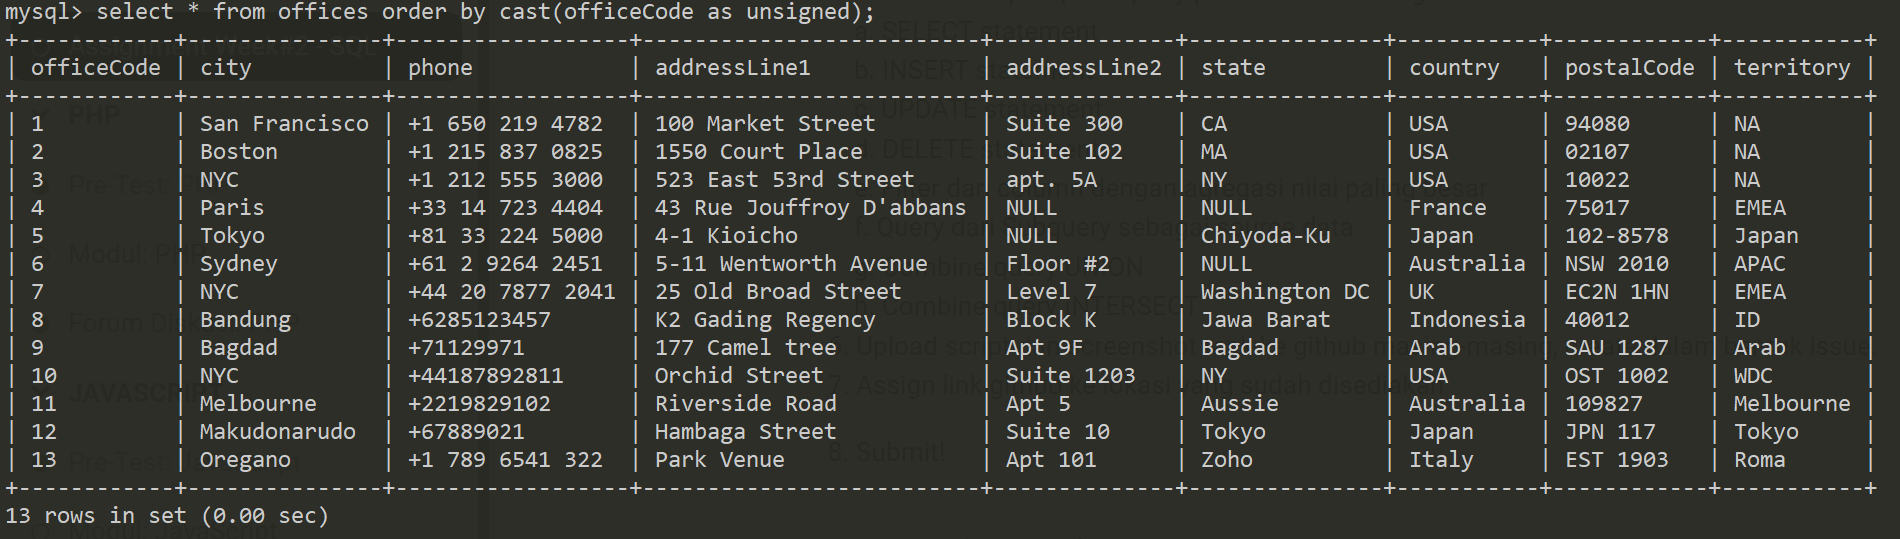 mysql> select * from offices order by cast(officeCode as unsigned);
+------------+---------------+------------------+--------------------------+--------------+---------------+-----------+------------+-----------+
| officeCode | city          | phone            | addressLine1             | addressLine2 | state         | country   | postalCode | territory |
+------------+---------------+------------------+--------------------------+--------------+---------------+-----------+------------+-----------+
| 1          | San Francisco | +1 650 219 4782  | 100 Market Street        | Suite 300    | CA            | USA       | 94080      | NA        |
| 2          | Boston        | +1 215 837 0825  | 1550 Court Place         | Suite 102    | MA            | USA       | 02107      | NA        |
| 3          | NYC           | +1 212 555 3000  | 523 East 53rd Street     | apt. 5A      | NY            | USA       | 10022      | NA        |
| 4          | Paris         | +33 14 723 4404  | 43 Rue Jouffroy D'abbans | NULL         | NULL          | France    | 75017      | EMEA      |
| 5          | Tokyo         | +81 33 224 5000  | 4-1 Kioicho              | NULL         | Chiyoda-Ku    | Japan     | 102-8578   | Japan     |
| 6          | Sydney        | +61 2 9264 2451  | 5-11 Wentworth Avenue    | Floor #2     | NULL          | Australia | NSW 2010   | APAC      |
| 7          | NYC           | +44 20 7877 2041 | 25 Old Broad Street      | Level 7      | Washington DC | UK        | EC2N 1HN   | EMEA      |
| 8          | Bandung       | +6285123457      | K2 Gading Regency        | Block K      | Jawa Barat    | Indonesia | 40012      | ID        |
| 9          | Bagdad        | +71129971        | 177 Camel tree           | Apt 9F       | Bagdad        | Arab      | SAU 1287   | Arab      |
| 10         | NYC           | +44187892811     | Orchid Street            | Suite 1203   | NY            | USA       | OST 1002   | WDC       |
| 11         | Melbourne     | +2219829102      | Riverside Road           | Apt 5        | Aussie        | Australia | 109827     | Melbourne |
| 12         | Makudonarudo  | +67889021        | Hambaga Street           | Suite 10     | Tokyo         | Japan     | JPN 117    | Tokyo     |
| 13         | Oregano       | +1 789 6541 322  | Park Venue               | Apt 101      | Zoho          | Italy     | EST 1903   | Roma      |
+------------+---------------+------------------+--------------------------+--------------+---------------+-----------+------------+-----------+
13 rows in set (0.00 sec)